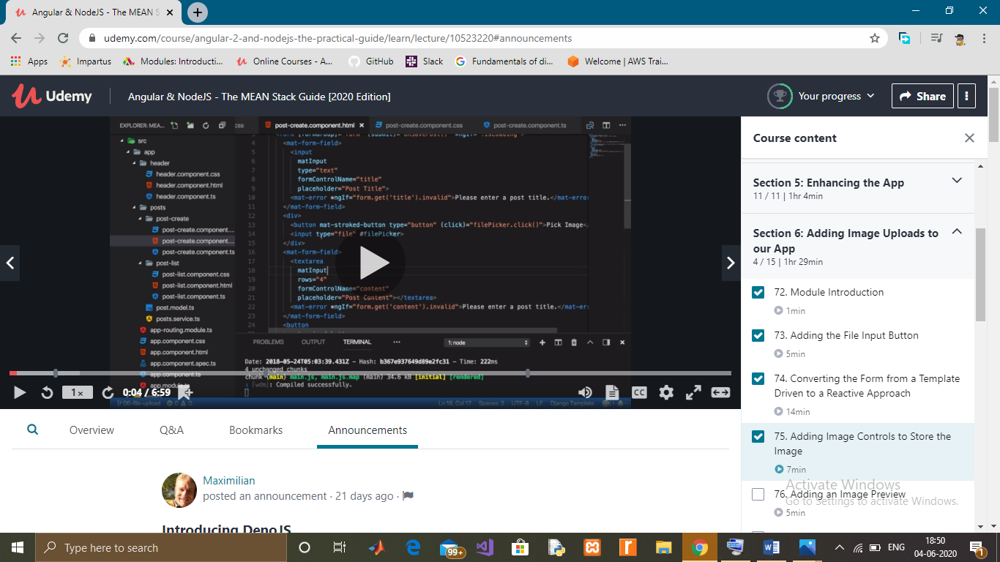 Angular & NodeJS - The MEAN S
udemy.com/course/angular-2-and-nodejs-the-practical-guide/learn/lecture/10523220#announcements
Apps Impartus Modules: Introducti... Online Courses - A... GitHub Slack Fundamentals of di... Welcome | AWS Trai...
Udemy Angular & NodeJS - The MEAN Stack Guide [2020 Edition] Your progress Share
EXPLORER: MEA... css post-create.component.html post-create.component.css post-create.component.ts
src
app
header
header.component.css
header.component.html
header.component.ts
posts
post-create
post-create.component....
post-create.component....
post-create.component.ts
post-list
post-list.component.css
post-list.component.html
post-list.component.ts
post.model.ts
posts.service.ts
app-routing.module.ts
app.component.css
app.component.html
app.component.spec.ts
app.component.ts
app.module.ts
4 <mat-form-field>
5 <input
6 matInput
7 type="text"
8 formControlName="title"
9 placeholder="Post Title">
10 <mat-error *ngIf="form.get('title').invalid">Please enter a post title.</mat-erro
11 </mat-form-field>
12 <div>
13 <button mat-stroked-button type="button" (click)="filePicker.click()">Pick Image</
14 <input type="file" #filePicker>
15 </div>
16 <mat-form-field>
17 <textarea
18 matInput
19 rows="4"
20 formControlName="content"
21 placeholder="Post Content"></textarea>
22 <mat-error *ngIf="form.get('content').invalid">Please enter a post title.</mat-er
23 </mat-form-field>
24 <button
PROBLEMS OUTPUT TERMINAL ... 1: node
Date: 2018-05-24T05:03:39.431Z - Hash: b367e937649d89e2fc31 - Time: 222ms
4 unchanged chunks
chunk {main} main.js, main.js.map (main) 34.6 kB [initial] [rendered]
i [wdm]: Compiled successfully.
06-file-upload 0 0 Ln 18, Col 17 Spaces: 2 UTF-8 LF Django Template
1x 0:04 / 6:59 CC
Overview Q&A Bookmarks Announcements
Maximilian
posted an announcement · 21 days ago ·
Introducing DenoJS
Course content
Section 5: Enhancing the App
11 / 11 | 1hr 4min
Section 6: Adding Image Uploads to
our App
4 / 15 | 1hr 29min
72. Module Introduction
1min
73. Adding the File Input Button
5min
74. Converting the Form from a Template
Driven to a Reactive Approach
14min
75. Adding Image Controls to Store the
Image
7min
76. Adding an Image Preview
5min
Activate Windows
Go to Settings to activate Windows.
Type here to search 99+ ENG 18:50
04-06-2020 1